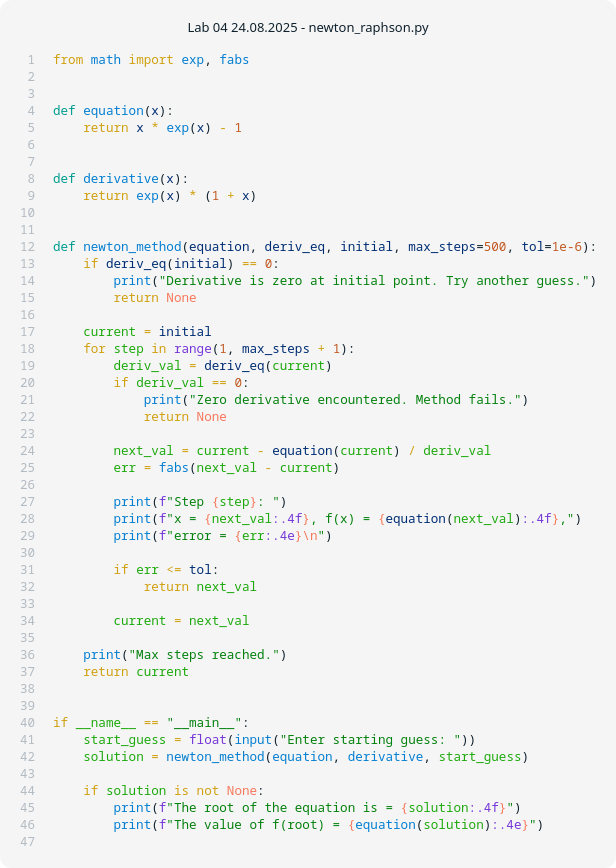 Lab 04 24.08.2025 - newton_raphson.py
1 from math import exp, fabs
2
3
4 def equation(x):
5     return x * exp(x) - 1
6
7
8 def derivative(x):
9     return exp(x) * (1 + x)
10
11
12 def newton_method(equation, deriv_eq, initial, max_steps=500, tol=1e-6):
13     if deriv_eq(initial) == 0:
14         print("Derivative is zero at initial point. Try another guess.")
15         return None
16
17     current = initial
18     for step in range(1, max_steps + 1):
19         deriv_val = deriv_eq(current)
20         if deriv_val == 0:
21             print("Zero derivative encountered. Method fails.")
22             return None
23
24         next_val = current - equation(current) / deriv_val
25         err = fabs(next_val - current)
26
27         print(f"Step {step}: ")
28         print(f"x = {next_val:.4f}, f(x) = {equation(next_val):.4f},")
29         print(f"error = {err:.4e}\n")
30
31         if err <= tol:
32             return next_val
33
34         current = next_val
35
36     print("Max steps reached.")
37     return current
38
39
40 if __name__ == "__main__":
41     start_guess = float(input("Enter starting guess: "))
42     solution = newton_method(equation, derivative, start_guess)
43
44     if solution is not None:
45         print(f"The root of the equation is = {solution:.4f}")
46         print(f"The value of f(root) = {equation(solution):.4e}")
47